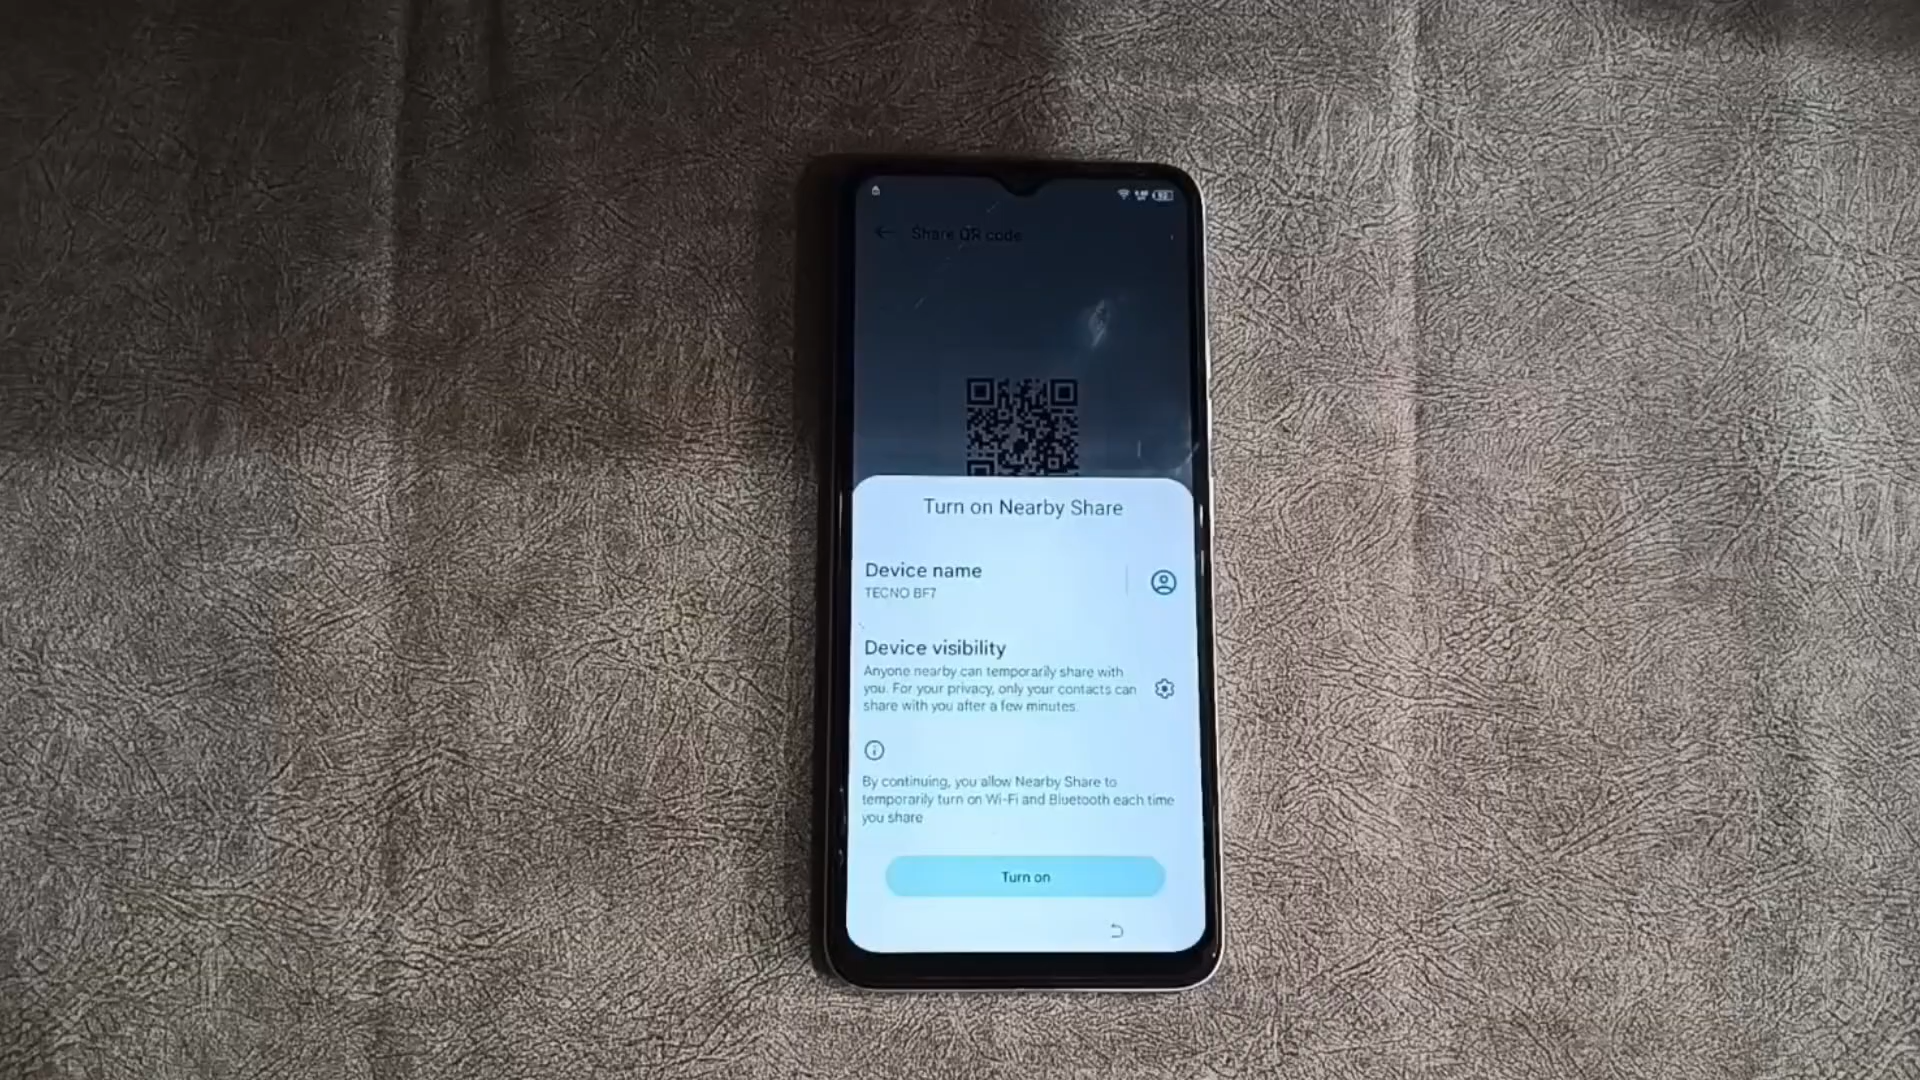 Share QR code
Turn on Nearby Share
Device name
TECNO BF7
Device visibility
Anyone nearby can temporarily share with
you. For your privacy, only your contacts can
share with you after a few minutes.
By continuing, you allow Nearby Share to
temporarily turn on Wi-Fi and Bluetooth each time
you share
Turn on